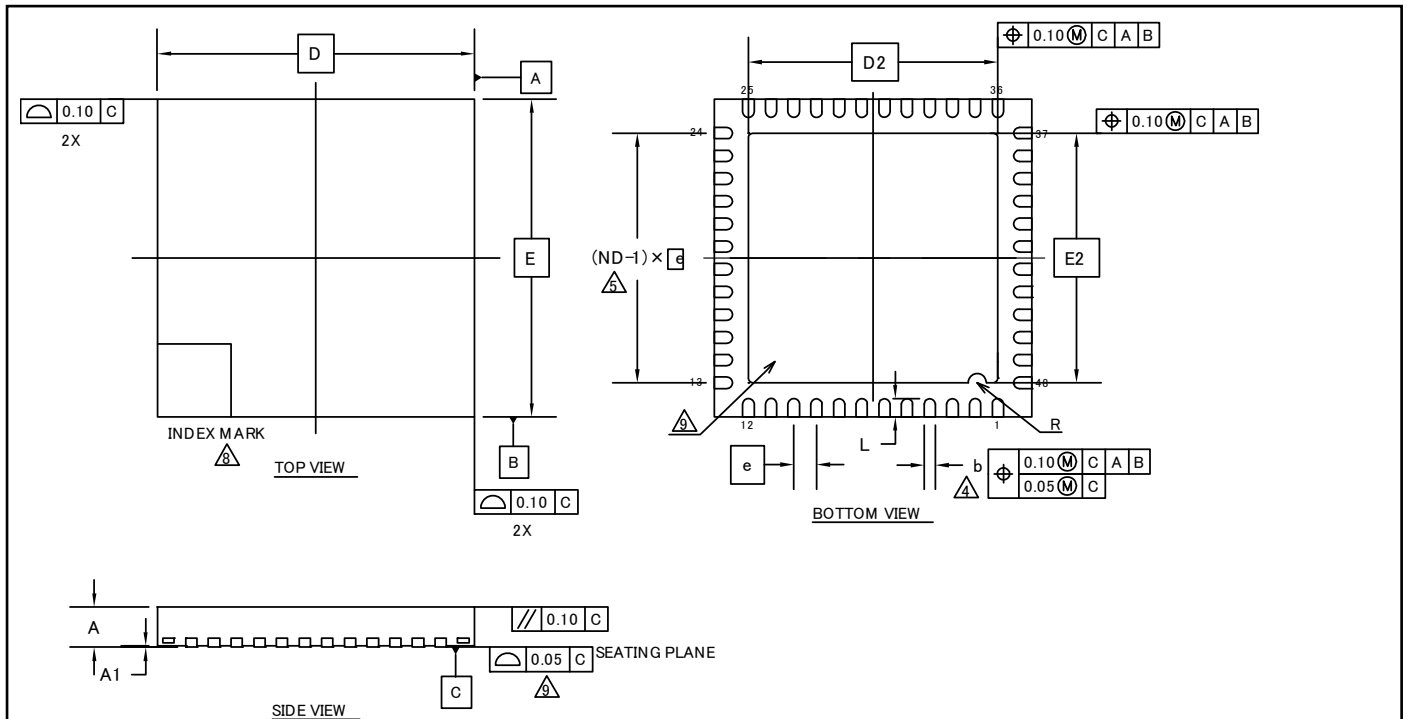 D
A
0.10 C
2X
E
INDEX MARK
8
TOP VIEW
B
0.10 C
2X
0.10 M C A B
D2
25
36
0.10 M C A B
24
37
(ND-1)× e
5
E2
13
48
9
12
1
L
R
e
b
4
0.10 M C A B
0.05 M C
BOTTOM VIEW
A
0.10 C
A1
0.05 C
SEATING PLANE
9
C
SIDE VIEW